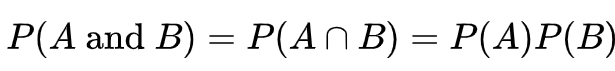 P(A and B) = P(A ∩ B) = P(A)P(B)